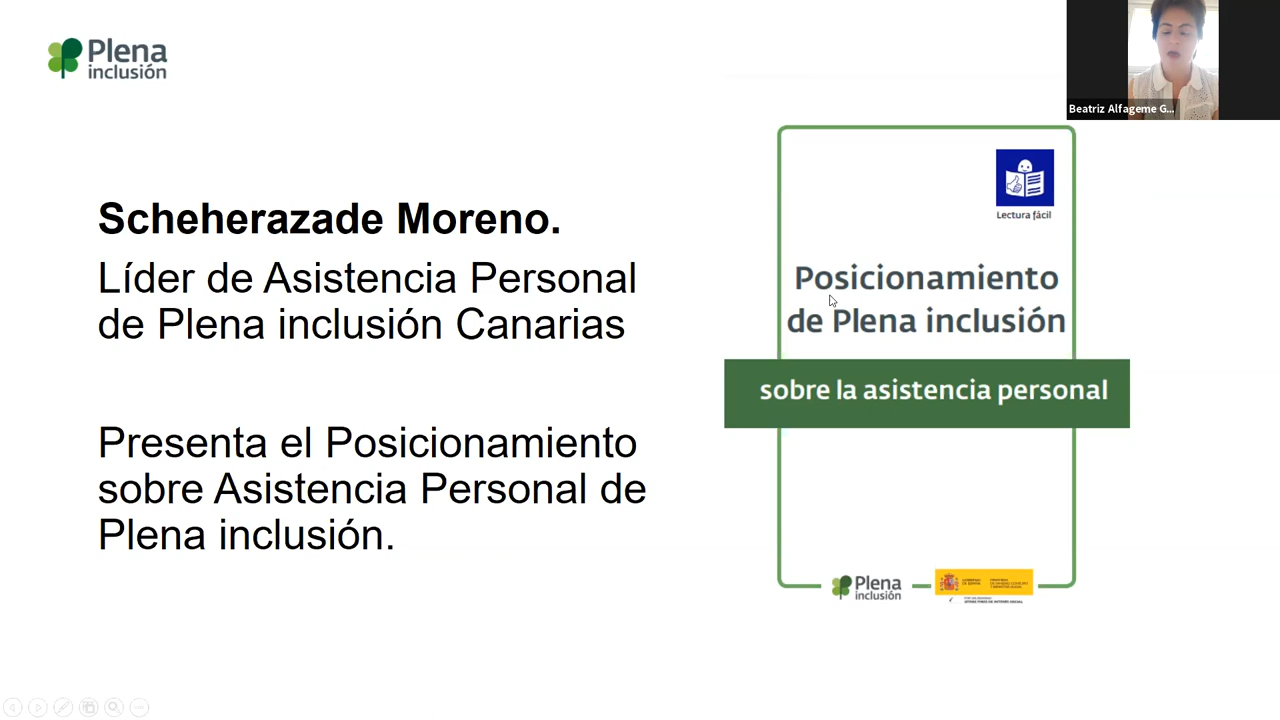 Plena
inclusión
Beatriz Alfageme G...
Scheherazade Moreno.
Líder de Asistencia Personal
de Plena inclusión Canarias
Presenta el Posicionamiento
sobre Asistencia Personal de
Plena inclusión.
Lectura fácil
Posicionamiento
de Plena inclusión
sobre la asistencia personal
Plena
inclusión